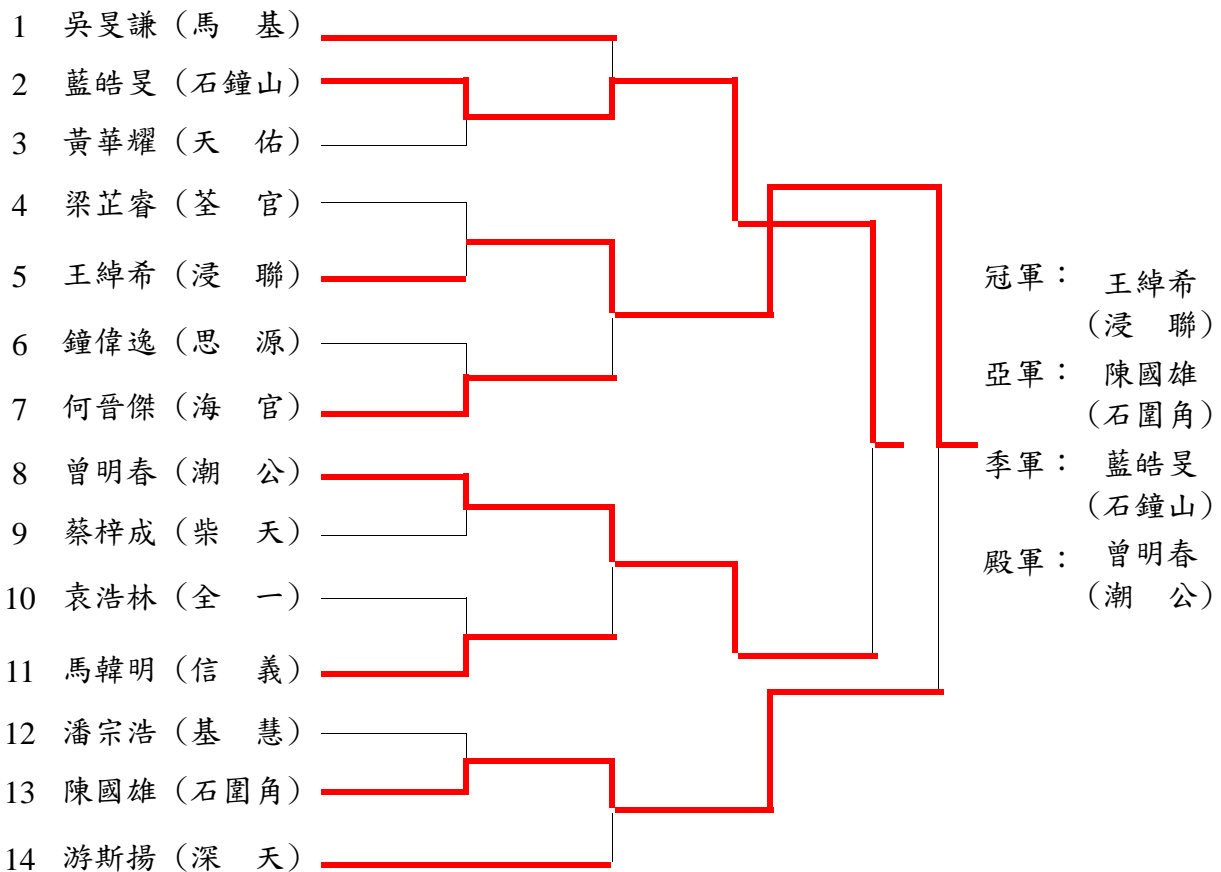 1 吳旻謙（馬　基）
2 藍皓旻（石鐘山）
3 黃華耀（天　佑）
4 梁芷睿（荃　官）
5 王綽希（浸　聯）
6 鐘偉逸（思　源）
7 何晉傑（海　官）
8 曾明春（潮　公）
9 蔡梓成（柴　天）
10 袁浩林（全　一）
11 馬韓明（信　義）
12 潘宗浩（基　慧）
13 陳國雄（石圍角）
14 游斯揚（深　天）
冠軍： 王綽希
（浸　聯）
亞軍： 陳國雄
（石圍角）
季軍： 藍皓旻
（石鐘山）
殿軍： 曾明春
（潮　公）